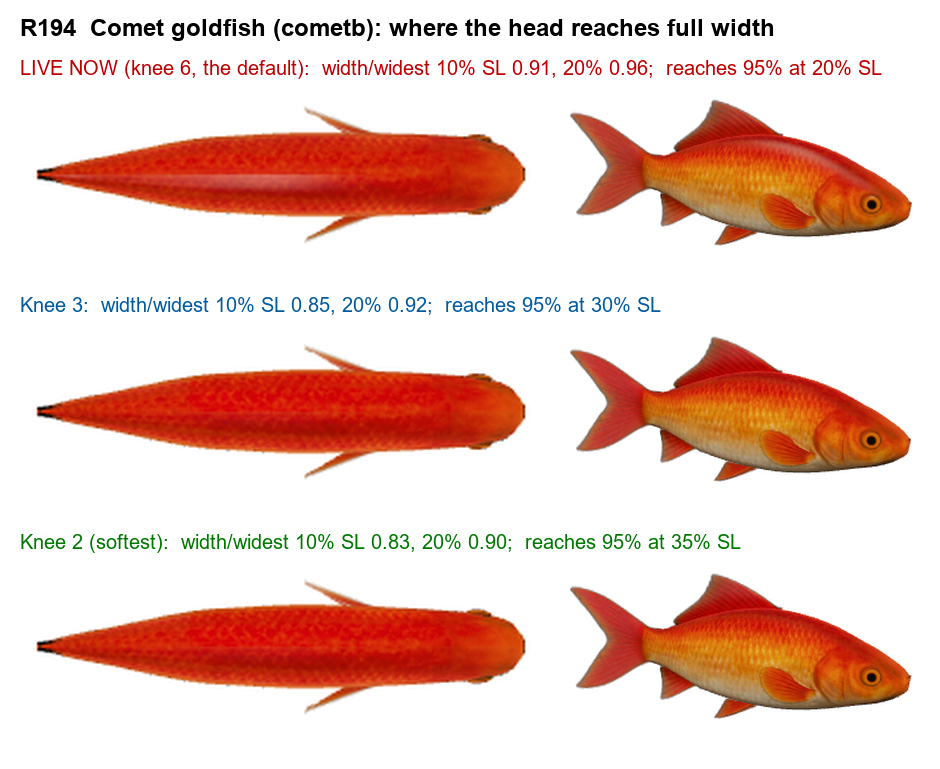 R194  Comet goldfish (cometb): where the head reaches full width
LIVE NOW (knee 6, the default):  width/widest 10% SL 0.91, 20% 0.96;  reaches 95% at 20% SL
Knee 3:  width/widest 10% SL 0.85, 20% 0.92;  reaches 95% at 30% SL
Knee 2 (softest):  width/widest 10% SL 0.83, 20% 0.90;  reaches 95% at 35% SL